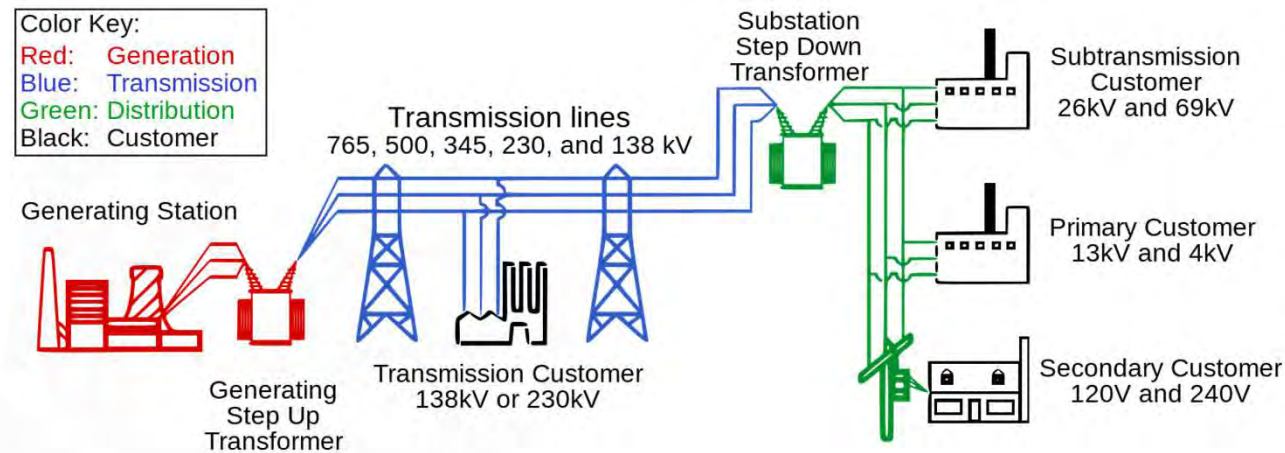 Color Key:
Red: Generation
Blue: Transmission
Green: Distribution
Black: Customer
Substation
Step Down
Transformer
Subtransmission
Customer
26kV and 69kV
Transmission lines
765, 500, 345, 230, and 138 kV
Generating Station
Primary Customer
13kV and 4kV
Transmission Customer
138kV or 230kV
Generating
Step Up
Transformer
Secondary Customer
120V and 240V